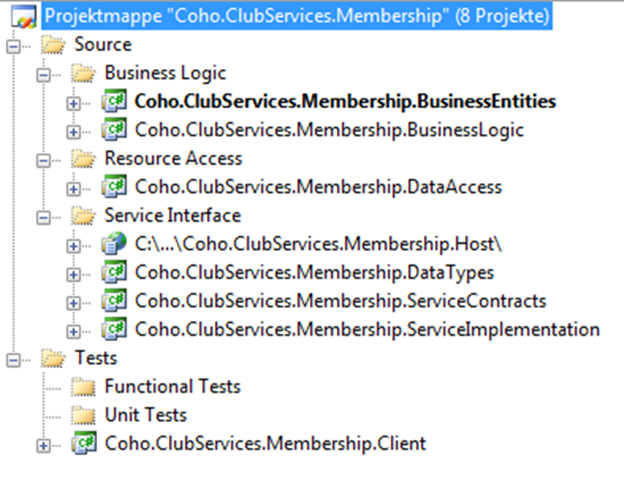 Projektmappe "Coho.ClubServices.Membership" (8 Projekte)
Source
Business Logic
Coho.ClubServices.Membership.BusinessEntities
Coho.ClubServices.Membership.BusinessLogic
Resource Access
Coho.ClubServices.Membership.DataAccess
Service Interface
C:\...\Coho.ClubServices.Membership.Host\
Coho.ClubServices.Membership.DataTypes
Coho.ClubServices.Membership.ServiceContracts
Coho.ClubServices.Membership.ServiceImplementation
Tests
Functional Tests
Unit Tests
Coho.ClubServices.Membership.Client